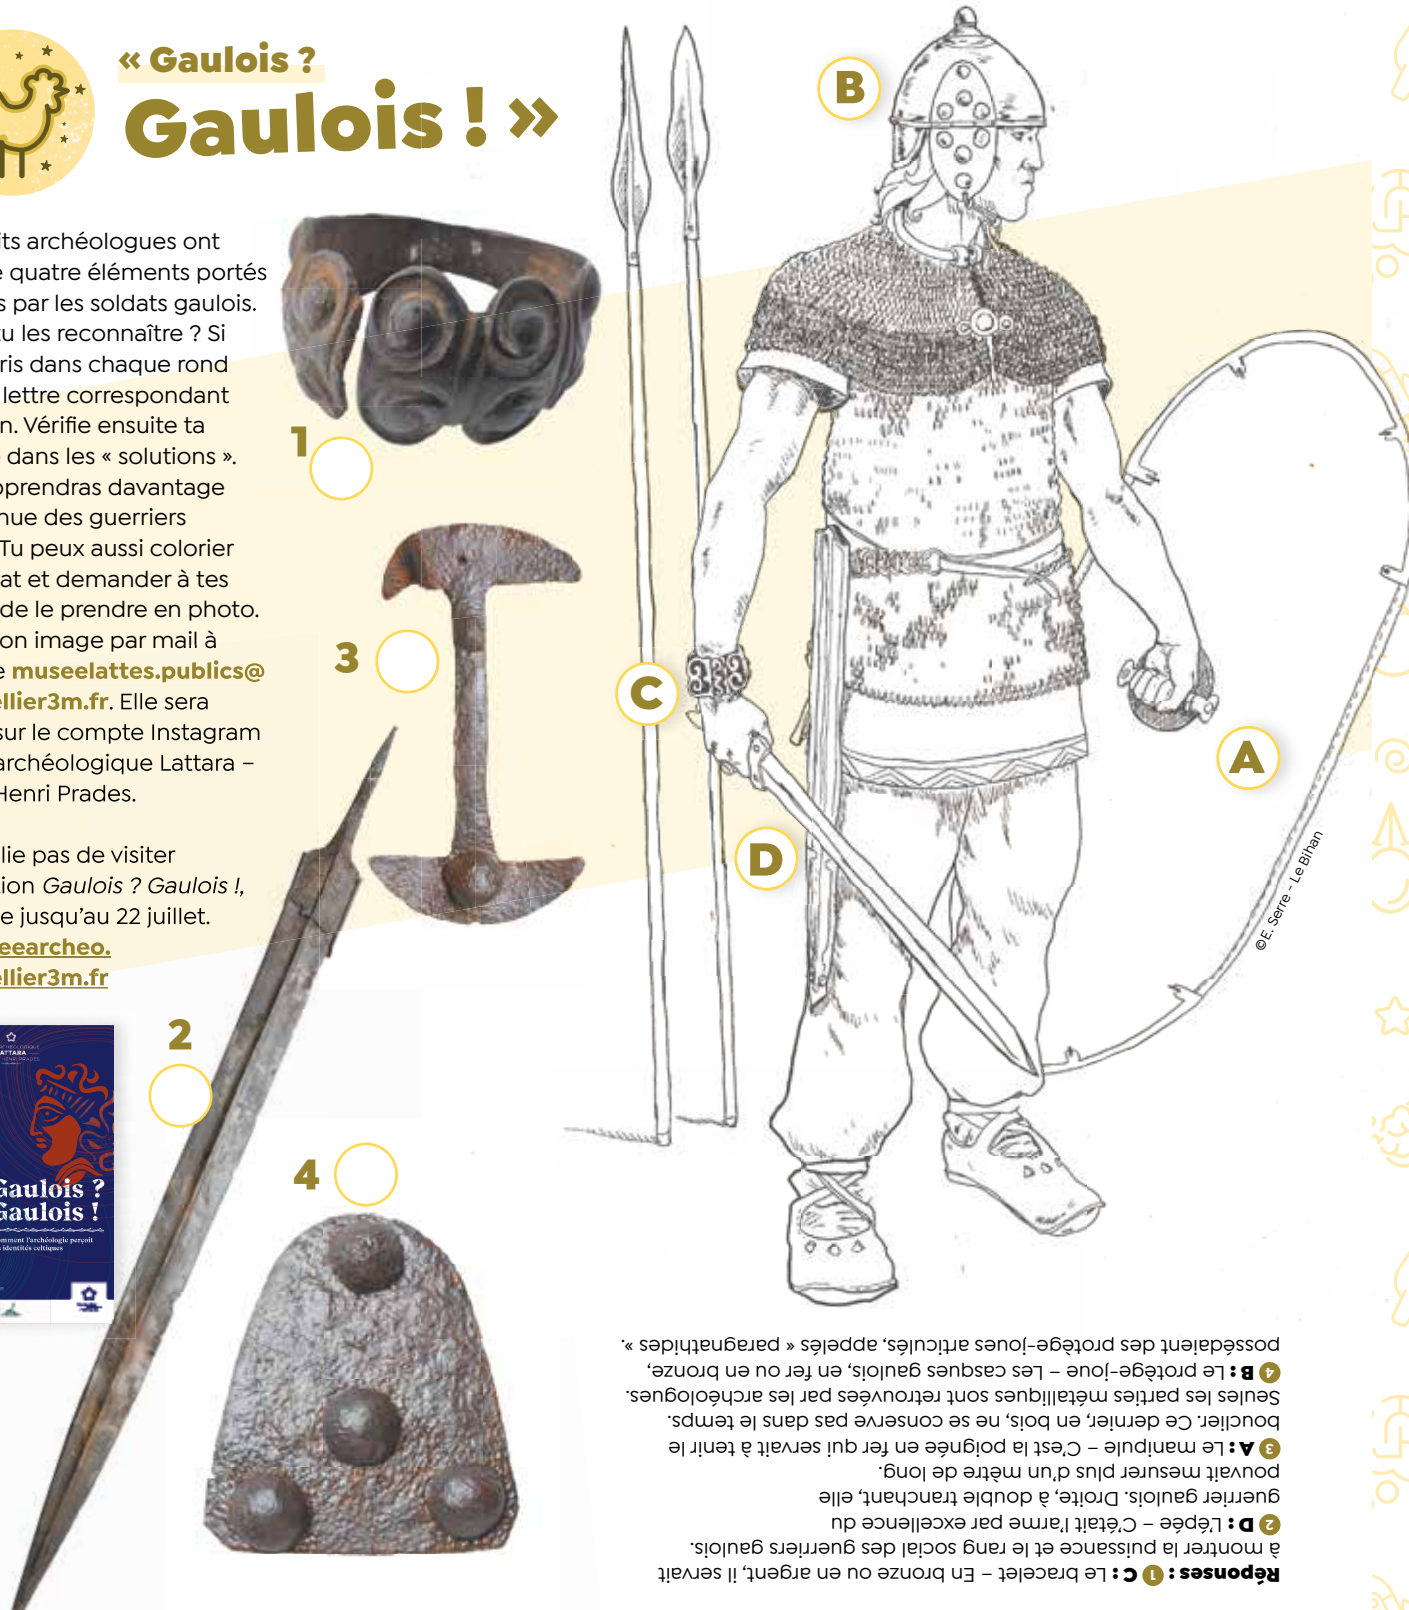 « Gaulois ?
Gaulois ! »
its archéologues ont
e quatre éléments portés
s par les soldats gaulois.
tu les reconnaître ? Si
ris dans chaque rond
lettre correspondant
n. Vérifie ensuite ta
dans les « solutions ».
pprendras davantage
nue des guerriers
Tu peux aussi colorier
at et demander à tes
de le prendre en photo.
on image par mail à
e museelattes.publics@
ellier3m.fr. Elle sera
sur le compte Instagram
archéologique Lattara –
Henri Prades.
lie pas de visiter
tion Gaulois ? Gaulois !,
e jusqu'au 22 juillet.
eearcheo.
ellier3m.fr
ATTARA
Gaulois ?
Gaulois !
omment l'archéologie perçoit
s identités celtiques
1
3
2
4
B
C
A
D
©E. Serre - Le Bihan
Réponses : 1 C : Le bracelet – En bronze ou en argent, il servait
à montrer la puissance et le rang social des guerriers gaulois.
2 D : L'épée – C'était l'arme par excellence du
guerrier gaulois. Droite, à double tranchant, elle
pouvait mesurer plus d'un mètre de long.
3 A : Le manipule – C'est la poignée en fer qui servait à tenir le
bouclier. Ce dernier, en bois, ne se conserve pas dans le temps.
Seules les parties métalliques sont retrouvées par les archéologues.
4 B : Le protège-joue – Les casques gaulois, en fer ou en bronze,
possédaient des protège-joues articulés, appelés « paragnathides ».